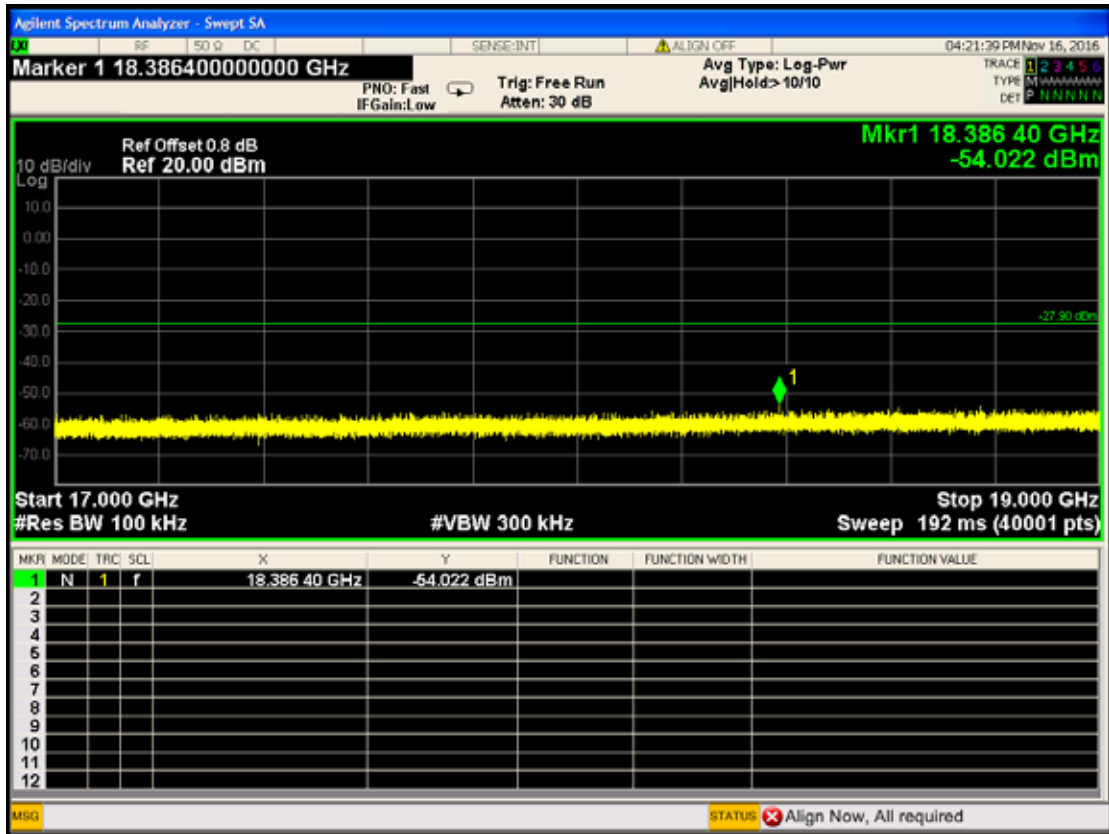 Agilent Spectrum Analyzer - Swept SA
LXI RF 50 Ω DC SENSE:INT ALIGN OFF 04:21:39 PM Nov 16, 2016
Marker 1 18.386400000000 GHz
PNO: Fast
IFGain:Low
Trig: Free Run
Atten: 30 dB
Avg Type: Log-Pwr
Avg|Hold:>10/10
TRACE 1 2 3 4 5 6
TYPE M
DET P N N N N N
Mkr1 18.386 40 GHz
-54.022 dBm
Ref Offset 0.8 dB
10 dB/div Ref 20.00 dBm
Log
10.0
0.00
-10.0
-20.0
-27.90 dBm
-30.0
-40.0
1
-50.0
-60.0
-70.0
Start 17.000 GHz Stop 19.000 GHz
#Res BW 100 kHz #VBW 300 kHz Sweep 192 ms (40001 pts)
MKR MODE TRC SCL X Y FUNCTION FUNCTION WIDTH FUNCTION VALUE
1 N 1 f 18.386 40 GHz -54.022 dBm
2
3
4
5
6
7
8
9
10
11
12
MSG STATUS Align Now, All required